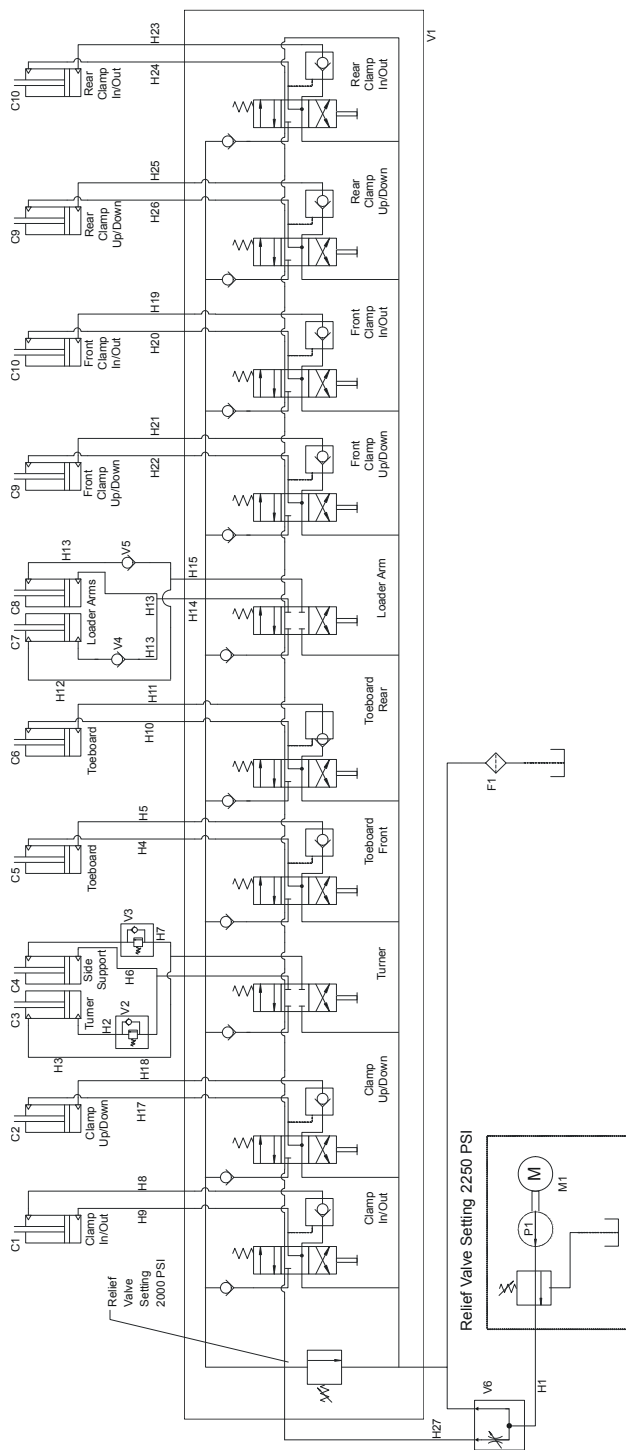 C1
Clamp
In/Out
H9
H8
C2
Clamp
Up/Down
H17
H18
C3
Turner
H3
H2
V2
C4
Side
Support
H6
V3
H7
C5
Toeboard
H4
H5
C6
Toeboard
H10
H11
C7
C8
Loader Arms
H12
V4
H13
H13
H13
V5
H14
H15
C9
Front
Clamp
Up/Down
H22
H21
C10
Front
Clamp
In/Out
H20
H19
C9
Rear
Clamp
Up/Down
H26
H25
C10
Rear
Clamp
In/Out
H24
H23
Relief
Valve
Setting
2000 PSI
Clamp
In/Out
Clamp
Up/Down
Turner
Toeboard
Front
Toeboard
Rear
Loader Arm
Front
Clamp
Up/Down
Front
Clamp
In/Out
Rear
Clamp
Up/Down
Rear
Clamp
In/Out
V1
H27
V6
H1
Relief Valve Setting 2250 PSI
P1
M
M1
F1